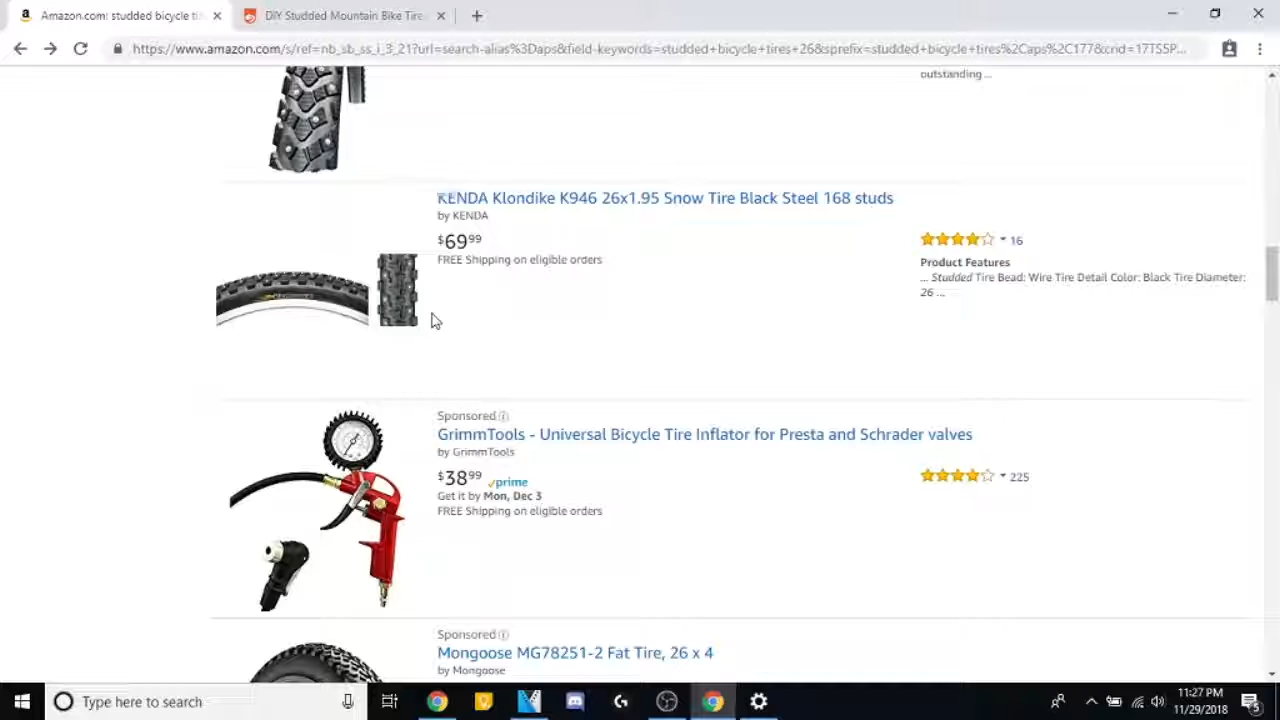 Amazon.com: studded bicycle ti
DIY Studded Mountain Bike Tire
https://www.amazon.com/s/ref=nb_sb_ss_i_3_21?url=search-alias%3Daps&field-keywords=studded+bicycle+tires+26&sprefix=studded+bicycle+tires%2Caps%2C177&crid=17TS5P...
outstanding ...
KENDA Klondike K946 26x1.95 Snow Tire Black Steel 168 studs
by KENDA
$69 99
16
FREE Shipping on eligible orders
Product Features
... Studded Tire Bead: Wire Tire Detail Color: Black Tire Diameter:
26 ...
Sponsored
GrimmTools - Universal Bicycle Tire Inflator for Presta and Schrader valves
by GrimmTools
$38 99 prime
225
Get it by Mon, Dec 3
FREE Shipping on eligible orders
Sponsored
Mongoose MG78251-2 Fat Tire, 26 x 4
by Mongoose
Type here to search
11:27 PM
11/29/2018